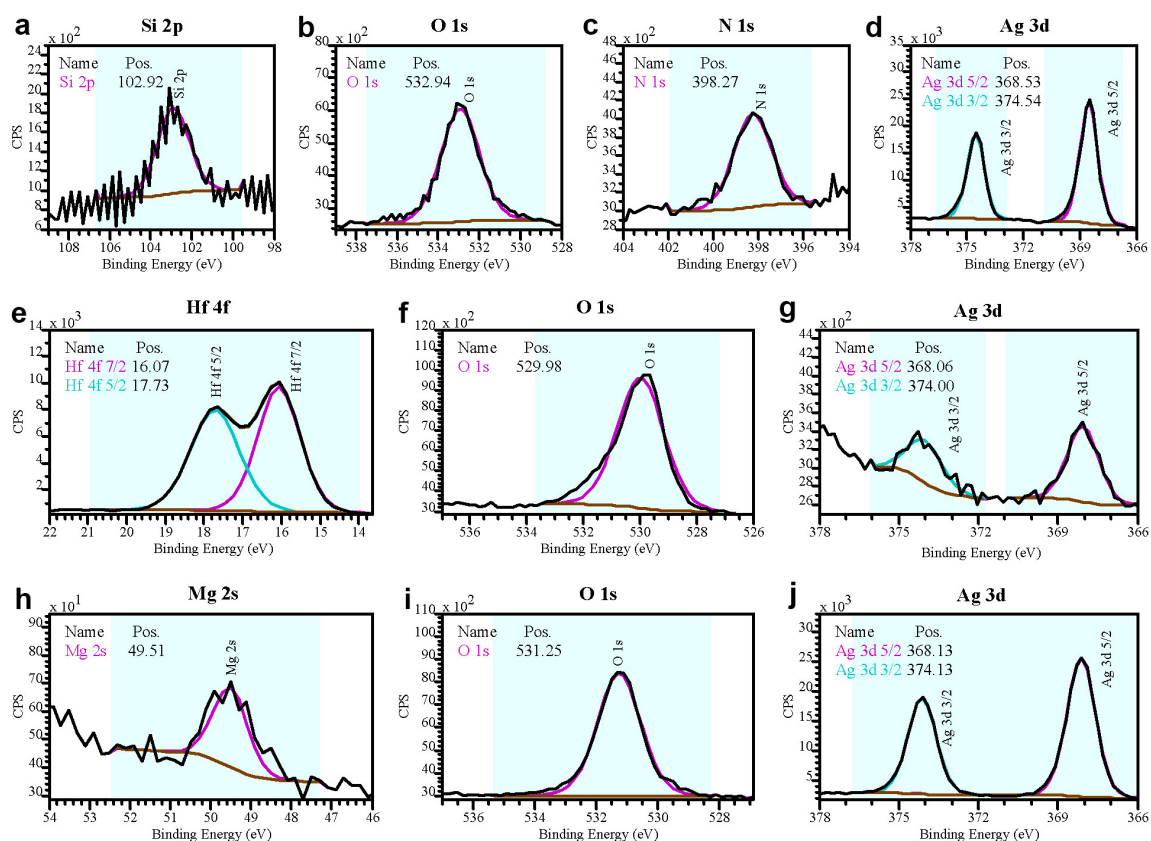 a
Si 2p
x 10²
Name Pos.
Si 2p 102.92
Si 2p
CPS
24
22
20
18
16
14
12
10
8
6
108 106 104 102 100 98
Binding Energy (eV)
b
O 1s
x 10²
Name Pos.
O 1s 532.94
O 1s
80
70
60
50
40
30
538 534 532 530 528
Binding Energy (eV)
c
N 1s
x 10²
Name Pos.
N 1s 398.27
N 1s
48
46
44
42
40
38
36
34
32
30
28
404 402 400 398 396 394
Binding Energy (eV)
d
Ag 3d
x 10³
Name Pos.
Ag 3d 5/2 368.53
Ag 3d 3/2 374.54
Ag 3d 3/2
Ag 3d 5/2
CPS
35
30
25
20
15
10
5
378 375 372 369 366
Binding Energy (eV)
e
Hf 4f
x 10³
Name Pos.
Hf 4f 7/2 16.07
Hf 4f 5/2 17.73
Hf 4f 5/2
Hf 4f 7/2
CPS
14
12
10
8
6
4
2
22 21 20 19 18 17 16 15 14
Binding Energy (eV)
f
O 1s
x 10²
Name Pos.
O 1s 529.98
O 1s
CPS
120
110
100
90
80
70
60
50
40
30
536 534 532 530 528 526
Binding Energy (eV)
g
Ag 3d
x 10²
Name Pos.
Ag 3d 5/2 368.06
Ag 3d 3/2 374.00
Ag 3d 3/2
Ag 3d 5/2
CPS
44
42
40
38
36
34
32
30
28
26
378 375 372 369 366
Binding Energy (eV)
h
Mg 2s
x 10¹
Name Pos.
Mg 2s 49.51
Mg 2s
CPS
90
80
70
60
50
40
30
54 53 52 51 50 49 48 47 46
Binding Energy (eV)
i
O 1s
x 10²
Name Pos.
O 1s 531.25
O 1s
CPS
110
100
90
80
70
60
50
40
30
536 534 532 530 528
Binding Energy (eV)
j
Ag 3d
x 10³
Name Pos.
Ag 3d 5/2 368.13
Ag 3d 3/2 374.13
Ag 3d 3/2
Ag 3d 5/2
CPS
30
25
20
15
10
5
378 375 372 369 366
Binding Energy (eV)